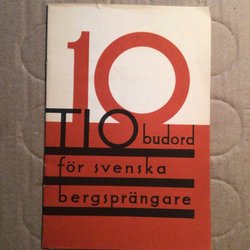 10
TIO budord
för svenska
bergsprängare